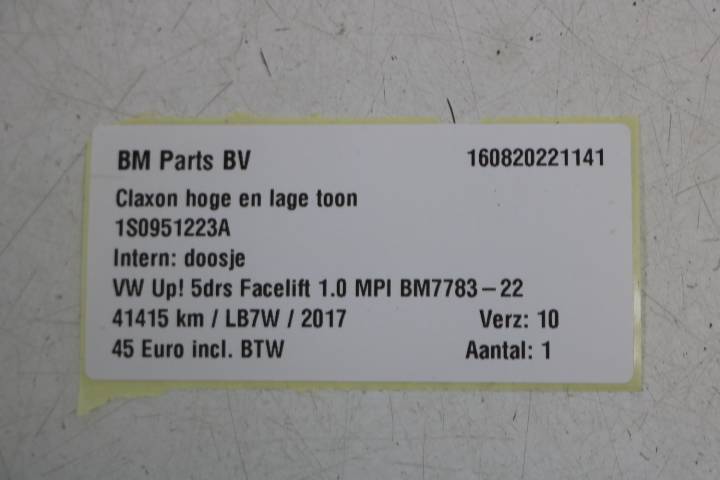 BM Parts BV 160820221141
Claxon hoge en lage toon
1S0951223A
Intern: doosje
VW Up! 5drs Facelift 1.0 MPI BM7783-22
41415 km / LB7W / 2017 Verz: 10
45 Euro incl. BTW Aantal: 1